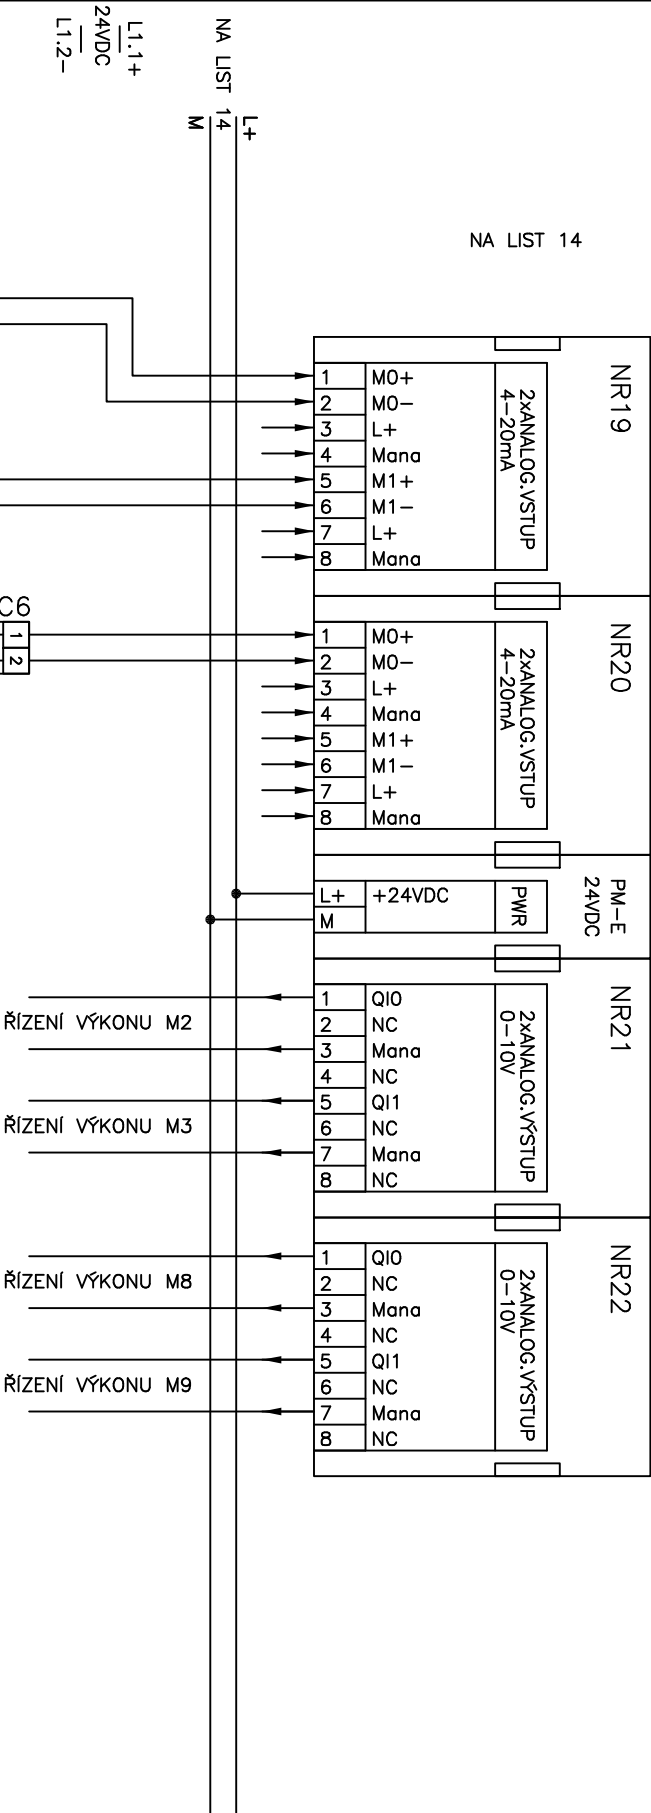 L1.1+
24VDC
L1.2-
NA LIST 14
L+
M
NA LIST 14
NR19
2xANALOG.VSTUP
4-20mA
1 M0+
2 M0-
3 L+
4 Mana
5 M1+
6 M1-
7 L+
8 Mana
C6
1
2
NR20
2xANALOG.VSTUP
4-20mA
1 M0+
2 M0-
3 L+
4 Mana
5 M1+
6 M1-
7 L+
8 Mana
PM-E
24VDC
PWR
L+ +24VDC
M
NR21
2xANALOG.VÝSTUP
0-10V
1 QI0
2 NC
3 Mana
4 NC
5 QI1
6 NC
7 Mana
8 NC
ŘÍZENÍ VÝKONU M2
ŘÍZENÍ VÝKONU M3
NR22
2xANALOG.VÝSTUP
0-10V
1 QI0
2 NC
3 Mana
4 NC
5 QI1
6 NC
7 Mana
8 NC
ŘÍZENÍ VÝKONU M8
ŘÍZENÍ VÝKONU M9